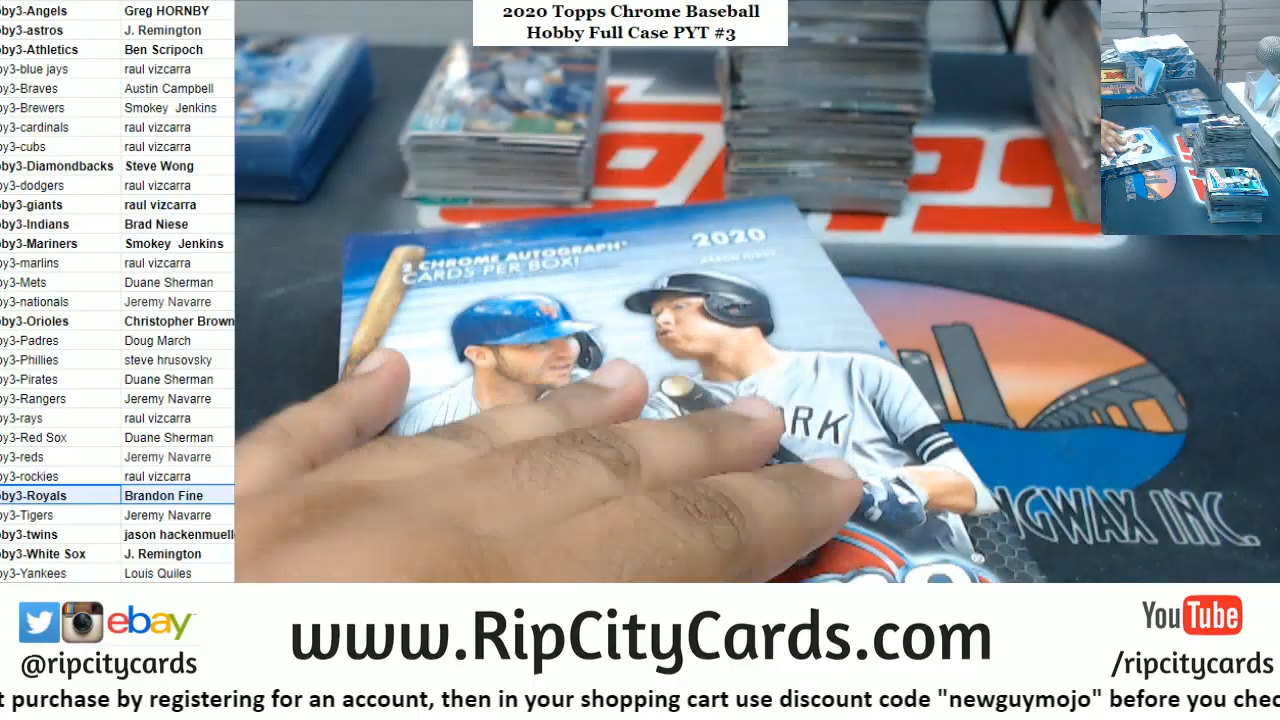 2020 Topps Chrome Baseball
Hobby Full Case PYT #3
by3-Angels Greg HORNBY
by3-astros J. Remington
by3-Athletics Ben Scripoch
by3-blue jays raul vizcarra
by3-Braves Austin Campbell
by3-Brewers Smokey Jenkins
by3-cardinals raul vizcarra
by3-cubs raul vizcarra
by3-Diamondbacks Steve Wong
by3-dodgers raul vizcarra
by3-giants raul vizcarra
by3-Indians Brad Niese
by3-Mariners Smokey Jenkins
by3-marlins raul vizcarra
by3-Mets Duane Sherman
by3-nationals Jeremy Navarre
by3-Orioles Christopher Brown
by3-Padres Doug March
by3-Phillies steve hrusovsky
by3-Pirates Duane Sherman
by3-Rangers Jeremy Navarre
by3-rays raul vizcarra
by3-Red Sox Duane Sherman
by3-reds Jeremy Navarre
by3-rockies raul vizcarra
by3-Royals Brandon Fine
by3-Tigers Jeremy Navarre
by3-twins jason hackenmuell
by3-White Sox J. Remington
by3-Yankees Louis Quiles
2 CHROME AUTOGRAPH*
CARDS PER BOX!
2020
AARON JUDGE
ARK
NGWAX INC.
ebay
@ripcitycards
www.RipCityCards.com
YouTube
/ripcitycards
t purchase by registering for an account, then in your shopping cart use discount code "newguymojo" before you chec